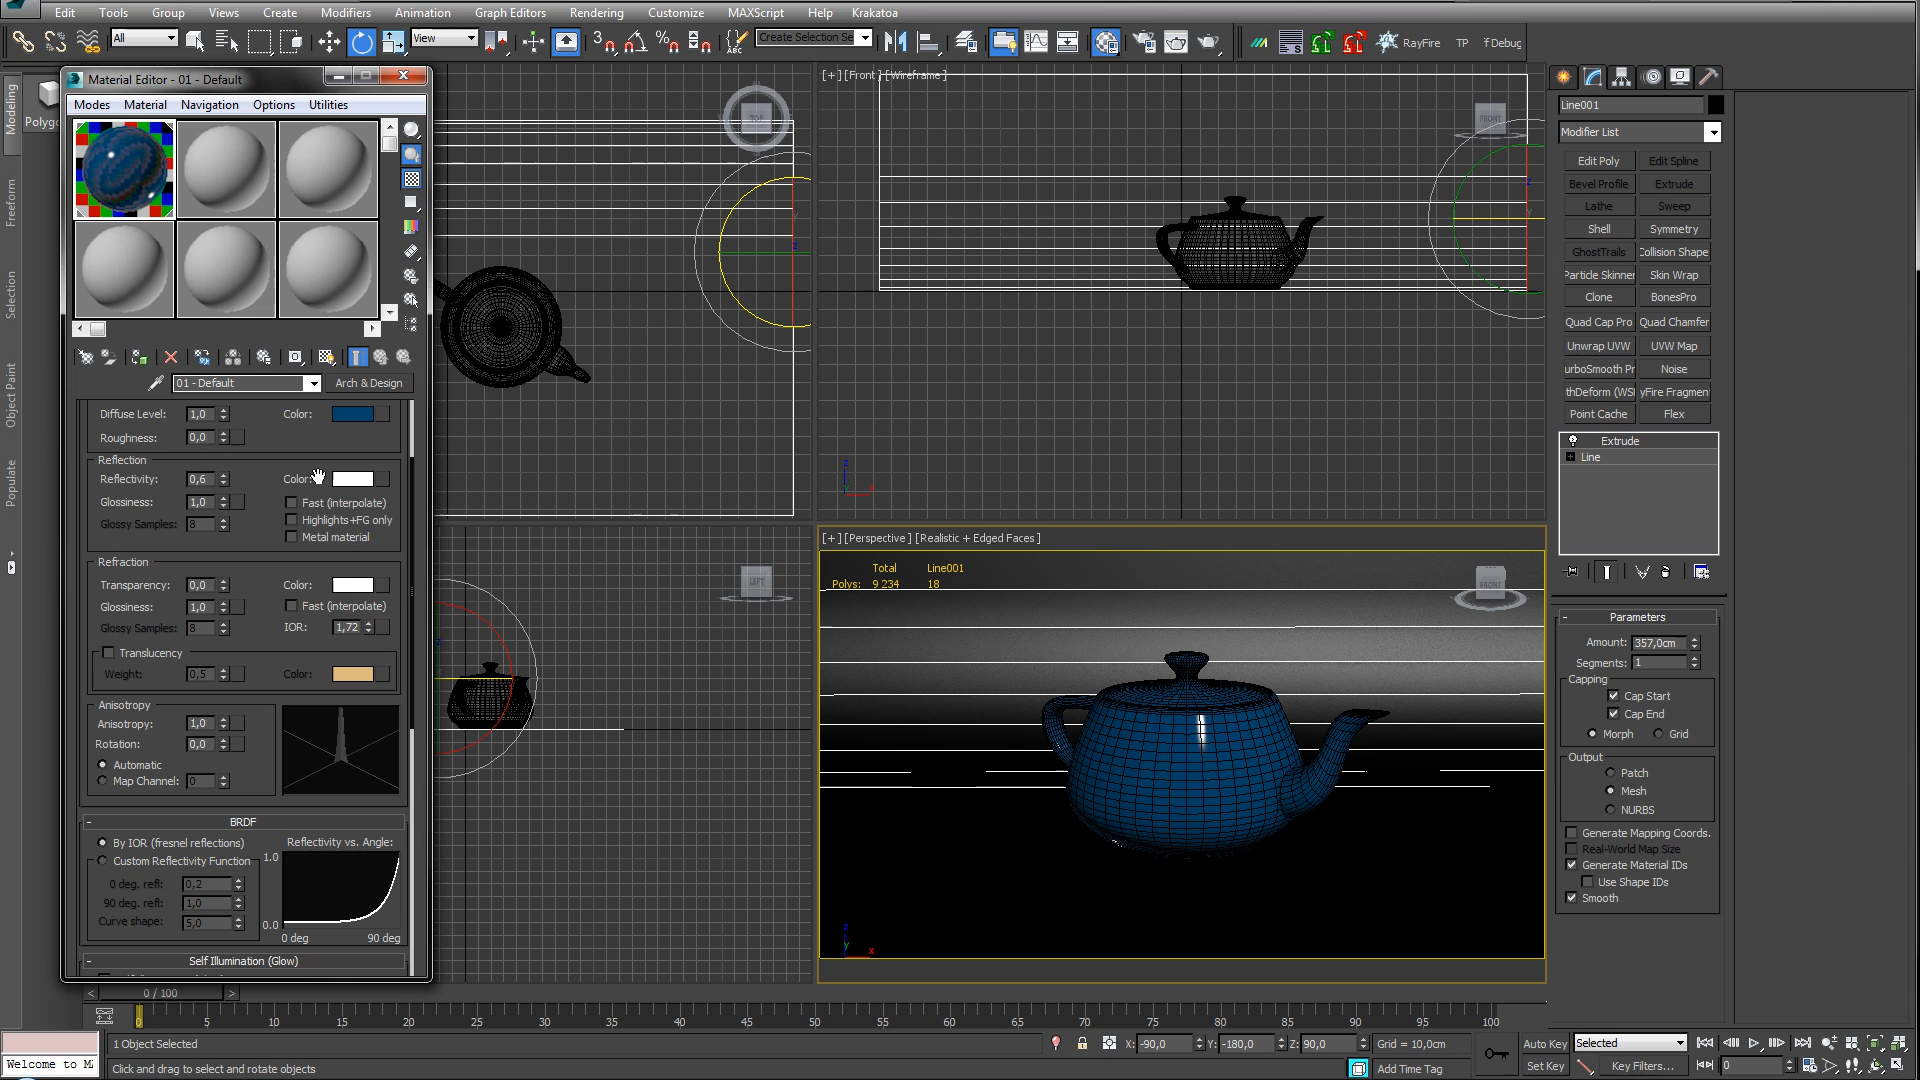 Edit Tools Group Views Create Modifiers Animation Graph Editors Rendering Customize MAXScript Help Krakatoa
All View 3 Create Selection Se RayFire TP f Debug
Material Editor - 01 - Default
Modes Material Navigation Options Utilities
Modeling
Freeform
Selection
Object Paint
Populate
Polyg
01 - Default Arch & Design
Diffuse Level: 1,0 Color:
Roughness: 0,0
Reflection
Reflectivity: 0,6 Color:
Glossiness: 1,0 Fast (interpolate)
Highlights+FG only
Glossy Samples: 8
Metal material
Refraction
Transparency: 0,0 Color:
Glossiness: 1,0 Fast (interpolate)
Glossy Samples: 8 IOR: 1,72
Translucency
Weight: 0,5 Color:
Anisotropy
Anisotropy: 1,0
Rotation: 0,0
Automatic
Map Channel: 0
- BRDF
By IOR (fresnel reflections) Reflectivity vs. Angle:
Custom Reflectivity Function 1.0
0 deg. refl: 0,2
90 deg. refl: 1,0
Curve shape: 5,0 0.0
0 deg 90 deg
- Self Illumination (Glow)
TOP
[+] [Front] [Wireframe]
FRONT
z
x
LEFT
[+] [Perspective] [Realistic + Edged Faces]
Total Line001
Polys: 9 234 18
FRONT
z
y x
Line001
Modifier List
Edit Poly Edit Spline
Bevel Profile Extrude
Lathe Sweep
Shell Symmetry
GhostTrails Collision Shape
Particle Skinner Skin Wrap
Clone BonesPro
Quad Cap Pro Quad Chamfer
Unwrap UVW UVW Map
urboSmooth Pr Noise
thDeform (WS yFire Fragmen
Point Cache Flex
Extrude
+ Line
- Parameters
Amount: 357,0cm
Segments: 1
Capping
Cap Start
Cap End
Morph Grid
Output
Patch
Mesh
NURBS
Generate Mapping Coords.
Real-World Map Size
Generate Material IDs
Use Shape IDs
Smooth
< 0 / 100 >
0 5 10 15 20 25 30 35 40 45 50 55 60 65 70 75 80 85 90 95 100
1 Object Selected X: -90,0 Y: -180,0 Z: 90,0 Grid = 10,0cm Auto Key Selected
Welcome to M Click and drag to select and rotate objects Add Time Tag Set Key Key Filters... 0